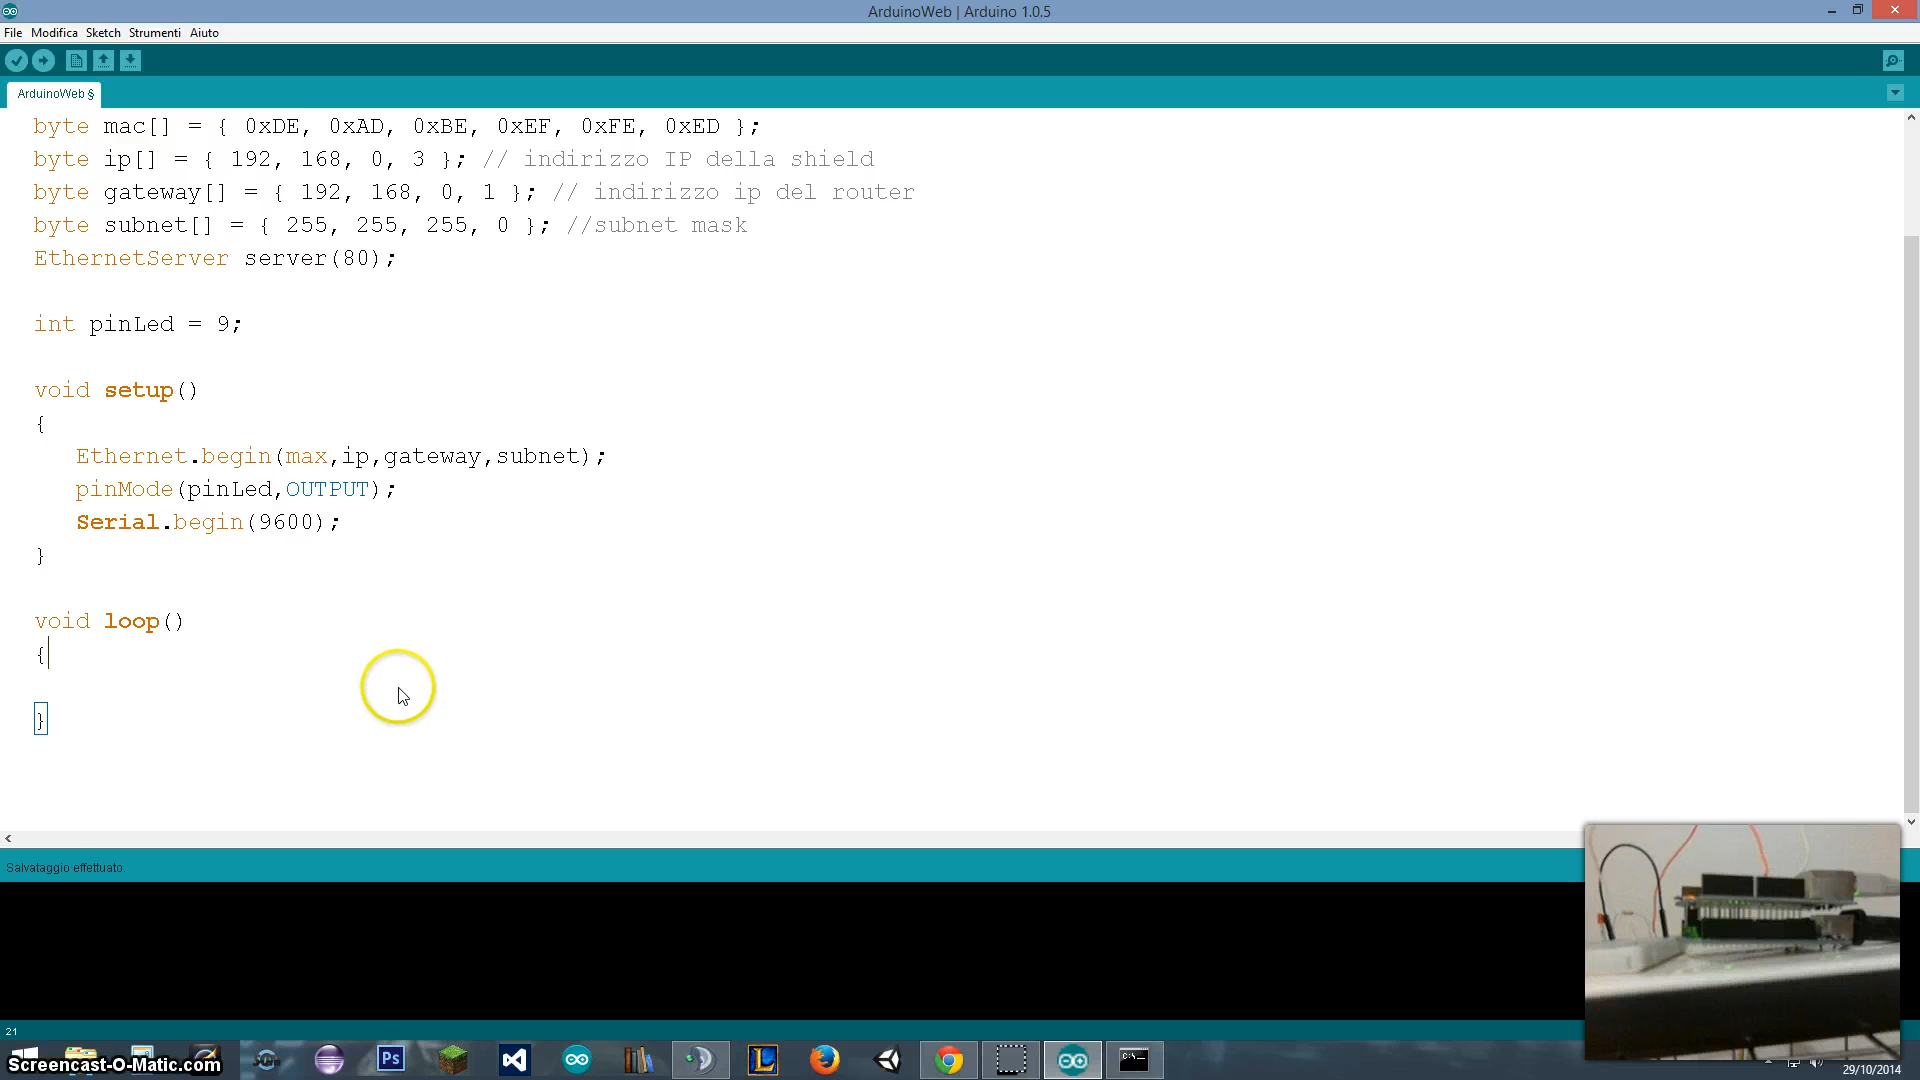 ArduinoWeb | Arduino 1.0.5
File Modifica Sketch Strumenti Aiuto
ArduinoWeb §
byte mac[] = { 0xDE, 0xAD, 0xBE, 0xEF, 0xFE, 0xED };
byte ip[] = { 192, 168, 0, 3 }; // indirizzo IP della shield
byte gateway[] = { 192, 168, 0, 1 }; // indirizzo ip del router
byte subnet[] = { 255, 255, 255, 0 }; //subnet mask
EthernetServer server(80);
int pinLed = 9;
void setup()
{
Ethernet.begin(max,ip,gateway,subnet);
pinMode(pinLed,OUTPUT);
Serial.begin(9600);
}
void loop()
{
}
Salvataggio effettuato.
21
Ps
L
C:\_
Screencast-O-Matic.com
29/10/2014